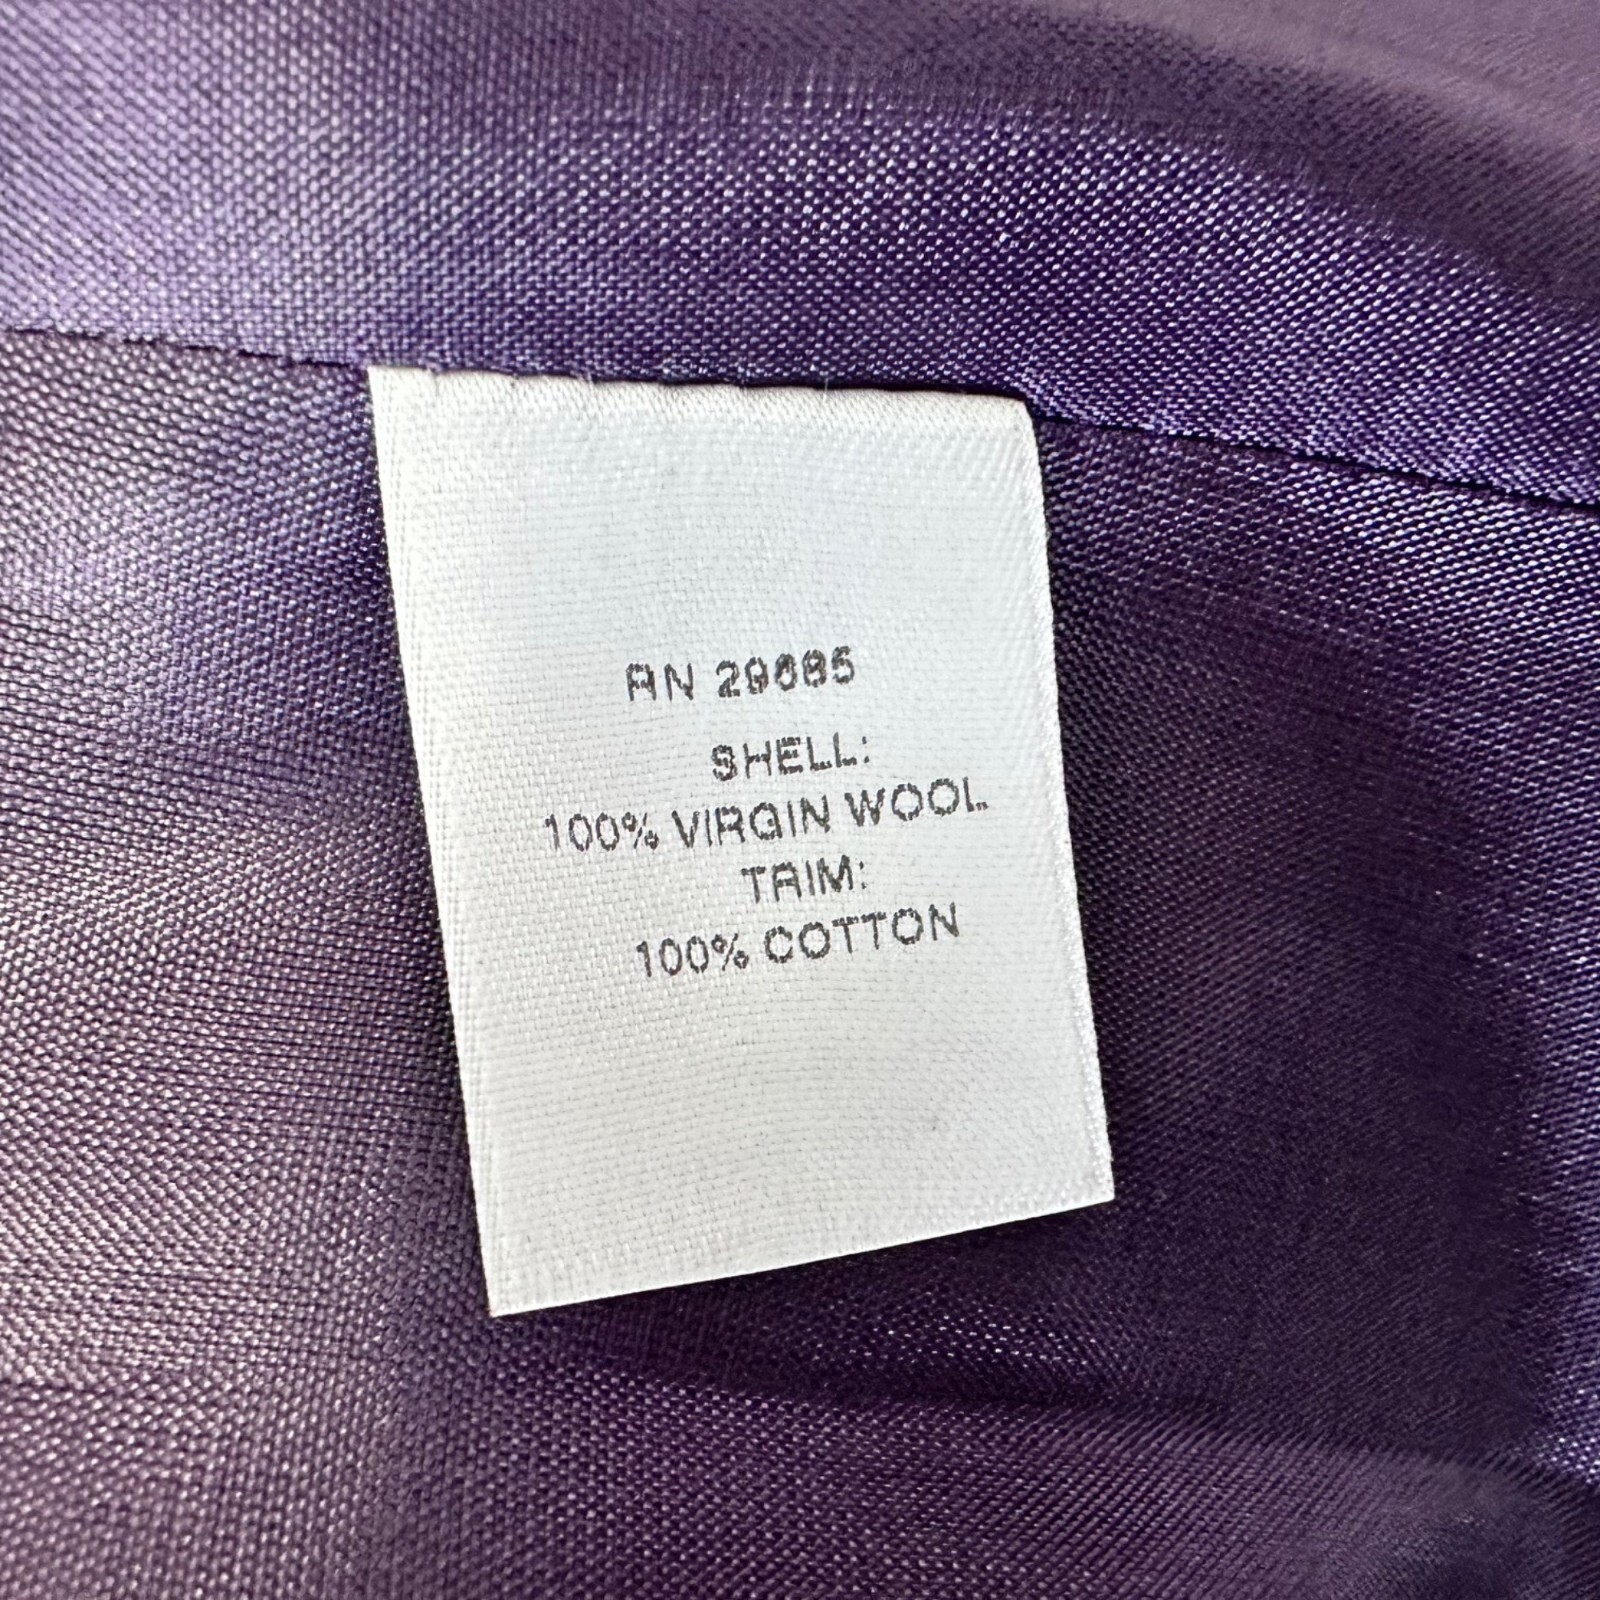 RN 29685
SHELL:
100% VIRGIN WOOL
TRIM:
100% COTTON